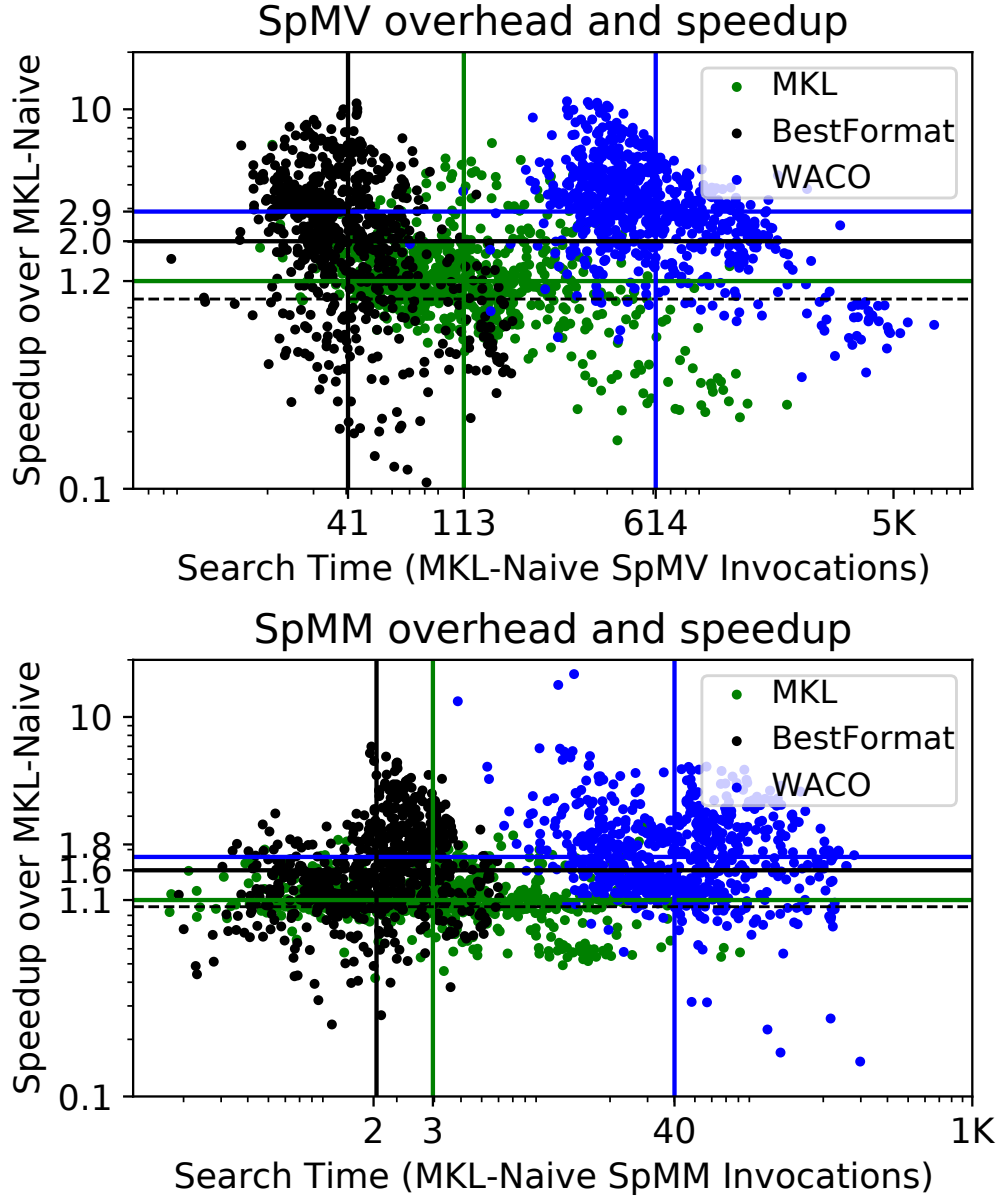 SpMV overhead and speedup
Speedup over MKL-Naive
10
2.9
2.0
1.2
0.1
MKL
BestFormat
WACO
41 113 614 5K
Search Time (MKL-Naive SpMV Invocations)
SpMM overhead and speedup
Speedup over MKL-Naive
10
1.8
1.6
1.1
0.1
MKL
BestFormat
WACO
2 3 40 1K
Search Time (MKL-Naive SpMM Invocations)